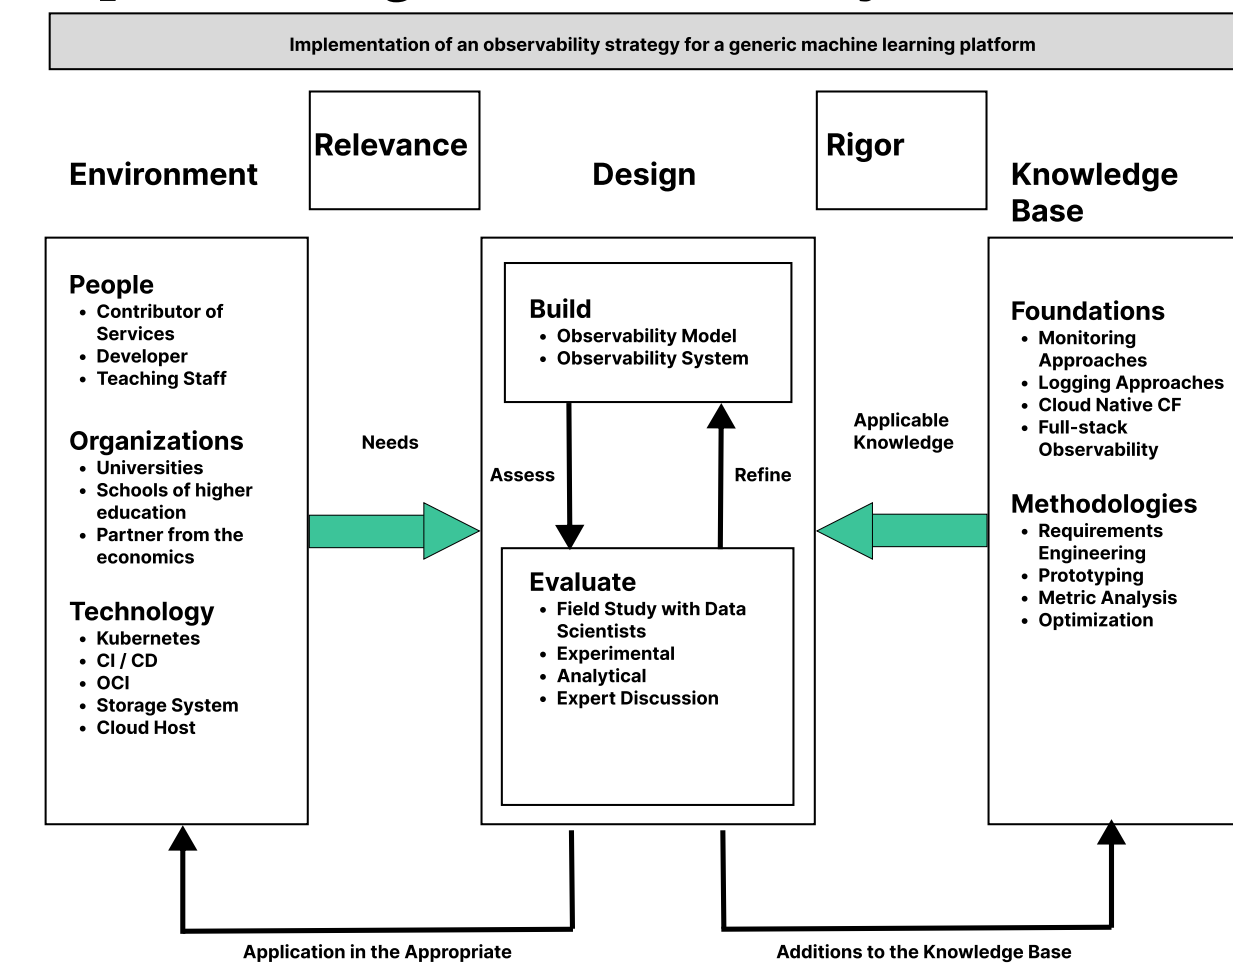 Implementation of an observability strategy for a generic machine learning platform
Relevance
Rigor
Environment
Design
Knowledge
Base
People
Contributor of
Services
Developer
Teaching Staff
Organizations
Universities
Schools of higher
education
Partner from the
economics
Technology
Kubernetes
CI / CD
OCI
Storage System
Cloud Host
Needs
Build
Observability Model
Observability System
Assess
Refine
Evaluate
Field Study with Data
Scientists
Experimental
Analytical
Expert Discussion
Applicable
Knowledge
Foundations
Monitoring
Approaches
Logging Approaches
Cloud Native CF
Full-stack
Observability
Methodologies
Requirements
Engineering
Prototyping
Metric Analysis
Optimization
Application in the Appropriate
Additions to the Knowledge Base